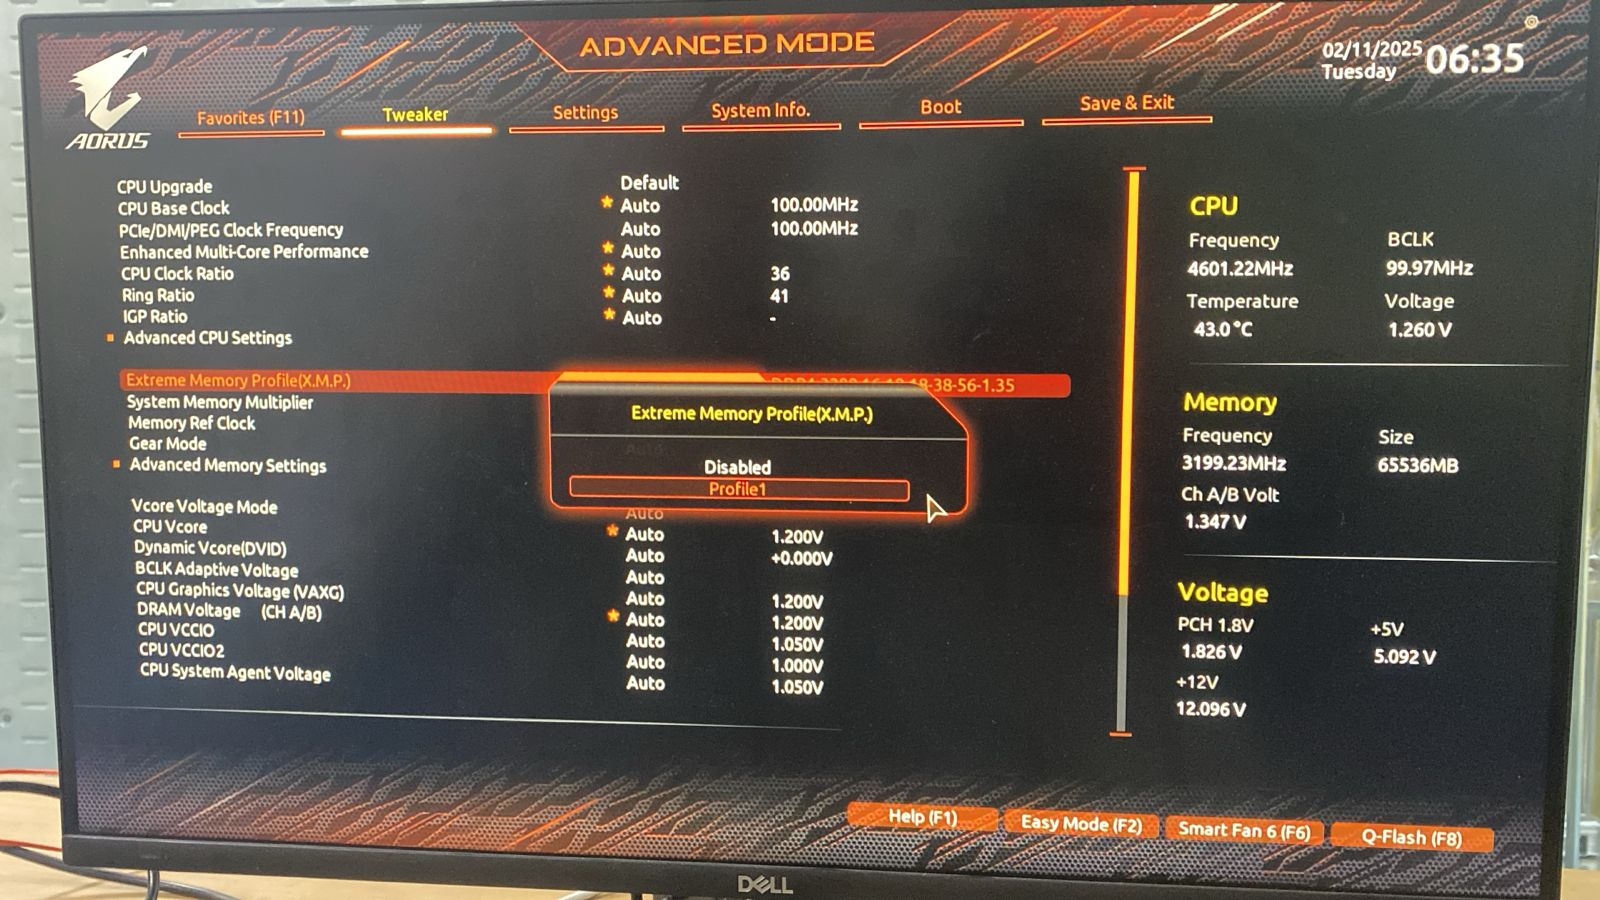 ADVANCED MODE
02/11/2025 06:35
Tuesday
AORUS
Favorites (F11) Tweaker Settings System Info. Boot Save & Exit
CPU Upgrade Default
CPU Base Clock Auto 100.00MHz
PCIe/DMI/PEG Clock Frequency Auto 100.00MHz
Enhanced Multi-Core Performance Auto
CPU Clock Ratio Auto 36
Ring Ratio Auto 41
IGP Ratio Auto -
Advanced CPU Settings
Extreme Memory Profile(X.M.P.) 18-38-56-1.35
System Memory Multiplier
Memory Ref Clock
Gear Mode Auto
Advanced Memory Settings
Extreme Memory Profile(X.M.P.)
Disabled
Profile1
Vcore Voltage Mode Auto
CPU Vcore Auto 1.200V
Dynamic Vcore(DVID) Auto +0.000V
BCLK Adaptive Voltage Auto
CPU Graphics Voltage (VAXG) Auto 1.200V
DRAM Voltage (CH A/B) Auto 1.200V
CPU VCCIO Auto 1.050V
CPU VCCIO2 Auto 1.000V
CPU System Agent Voltage Auto 1.050V
CPU
Frequency BCLK
4601.22MHz 99.97MHz
Temperature Voltage
43.0 °C 1.260 V
Memory
Frequency Size
3199.23MHz 65536MB
Ch A/B Volt
1.347 V
Voltage
PCH 1.8V +5V
1.826 V 5.092 V
+12V
12.096 V
Help (F1) Easy Mode (F2) Smart Fan 6 (F6) Q-Flash (F8)
DELL